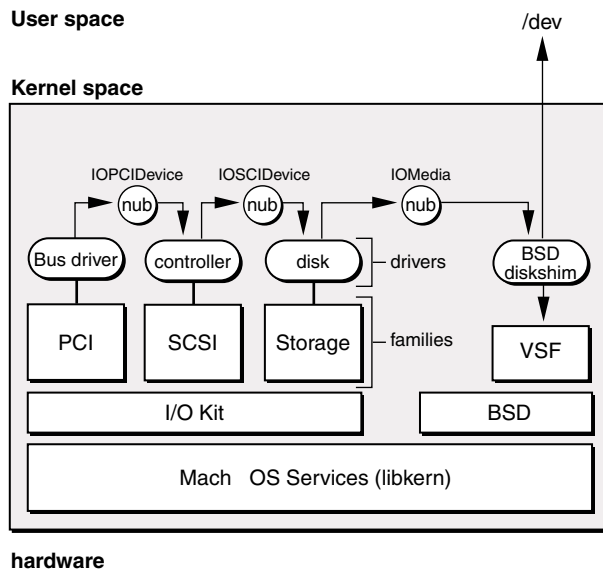 User space
/dev
Kernel space
IOPCIDevice
IOSCIDevice
IOMedia
nub
nub
nub
Bus driver
controller
disk
drivers
BSD
diskshim
PCI
SCSI
Storage
families
VSF
I/O Kit
BSD
Mach OS Services (libkern)
hardware